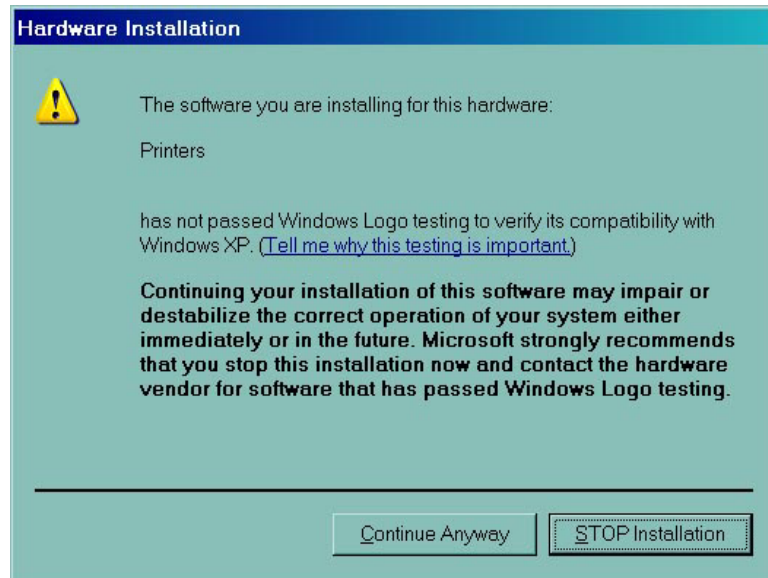 Hardware Installation
The software you are installing for this hardware:
Printers
has not passed Windows Logo testing to verify its compatibility with
Windows XP. (Tell me why this testing is important.)
Continuing your installation of this software may impair or
destabilize the correct operation of your system either
immediately or in the future. Microsoft strongly recommends
that you stop this installation now and contact the hardware
vendor for software that has passed Windows Logo testing.
Continue Anyway
STOP Installation